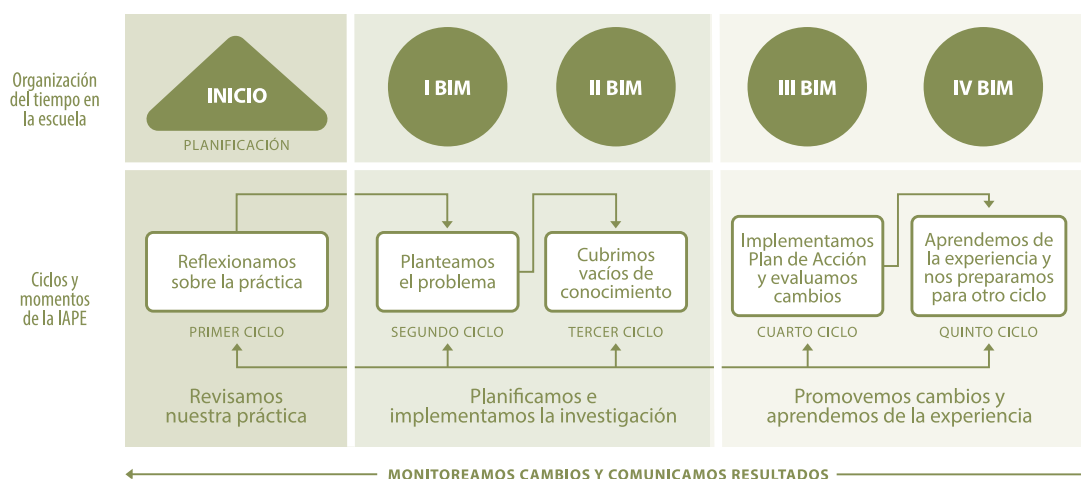 Organización
del tiempo en
la escuela
INICIO
PLANIFICACIÓN
I BIM
II BIM
III BIM
IV BIM
Ciclos y
momentos
de la IAPE
Reflexionamos
sobre la práctica
PRIMER CICLO
Planteamos
el problema
SEGUNDO CICLO
Cubrimos
vacíos de
conocimiento
TERCER CICLO
Implementamos
Plan de Acción
y evaluamos
cambios
CUARTO CICLO
Aprendemos de
la experiencia y
nos preparamos
para otro ciclo
QUINTO CICLO
Revisamos
nuestra práctica
Planificamos e
implementamos la investigación
Promovemos cambios y
aprendemos de la experiencia
MONITOREAMOS CAMBIOS Y COMUNICAMOS RESULTADOS